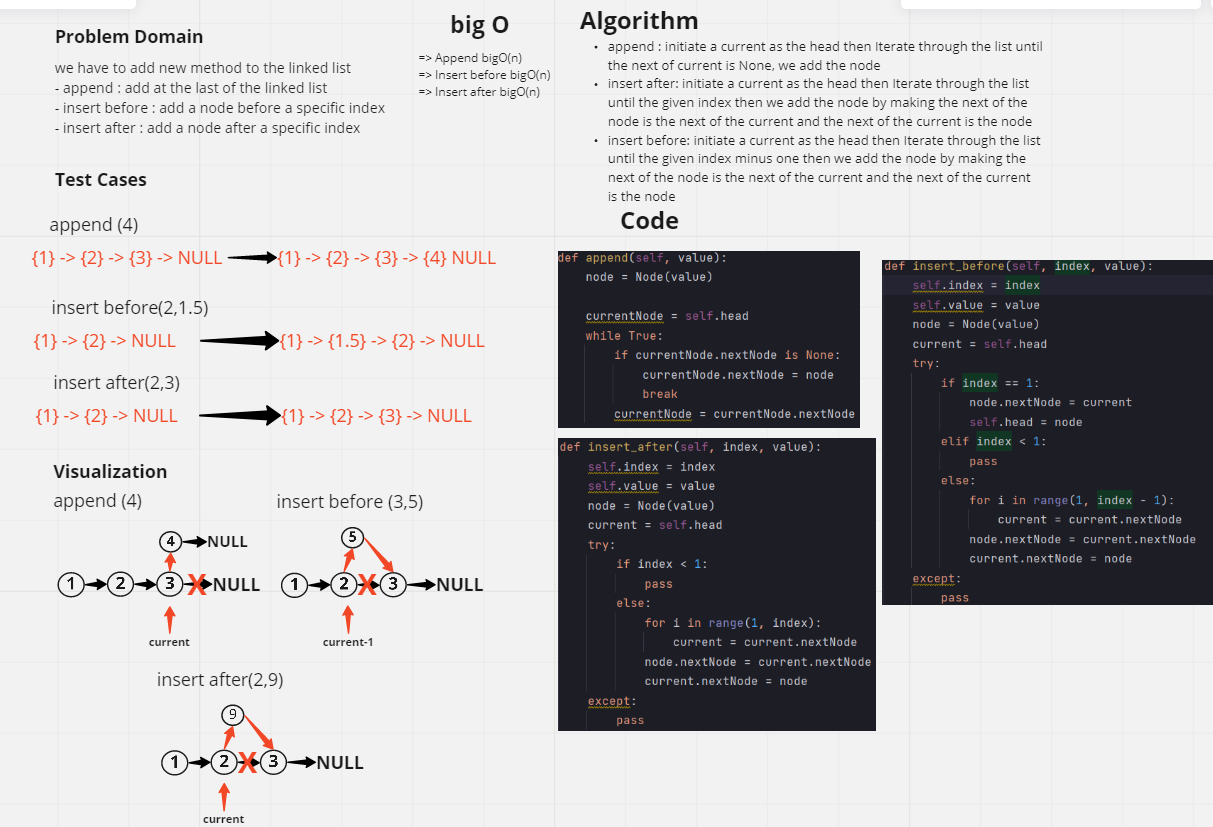 Problem Domain
we have to add new method to the linked list
- append : add at the last of the linked list
- insert before : add a node before a specific index
- insert after : add a node after a specific index
big O
=> Append bigO(n)
=> Insert before bigO(n)
=> Insert after bigO(n)
Algorithm
• append : initiate a current as the head then Iterate through the list until
the next of current is None, we add the node
• insert after: initiate a current as the head then Iterate through the list
until the given index then we add the node by making the next of the
node is the next of the current and the next of the current is the node
• insert before: initiate a current as the head then Iterate through the list
until the given index minus one then we add the node by making the
next of the node is the next of the current and the next of the current
is the node
Test Cases
append (4)
{1} -> {2} -> {3} -> NULL {1} -> {2} -> {3} -> {4} NULL
insert before(2,1.5)
{1} -> {2} -> NULL {1} -> {1.5} -> {2} -> NULL
insert after(2,3)
{1} -> {2} -> NULL {1} -> {2} -> {3} -> NULL
Visualization
append (4)
4 NULL
1 2 3 X NULL
current
insert before (3,5)
5
1 2 X 3 NULL
current-1
insert after(2,9)
9
1 2 X 3 NULL
current
Code
def append(self, value):
node = Node(value)
currentNode = self.head
while True:
if currentNode.nextNode is None:
currentNode.nextNode = node
break
currentNode = currentNode.nextNode
def insert_after(self, index, value):
self.index = index
self.value = value
node = Node(value)
current = self.head
try:
if index < 1:
pass
else:
for i in range(1, index):
current = current.nextNode
node.nextNode = current.nextNode
current.nextNode = node
except:
pass
def insert_before(self, index, value):
self.index = index
self.value = value
node = Node(value)
current = self.head
try:
if index == 1:
node.nextNode = current
self.head = node
elif index < 1:
pass
else:
for i in range(1, index - 1):
current = current.nextNode
node.nextNode = current.nextNode
current.nextNode = node
except:
pass